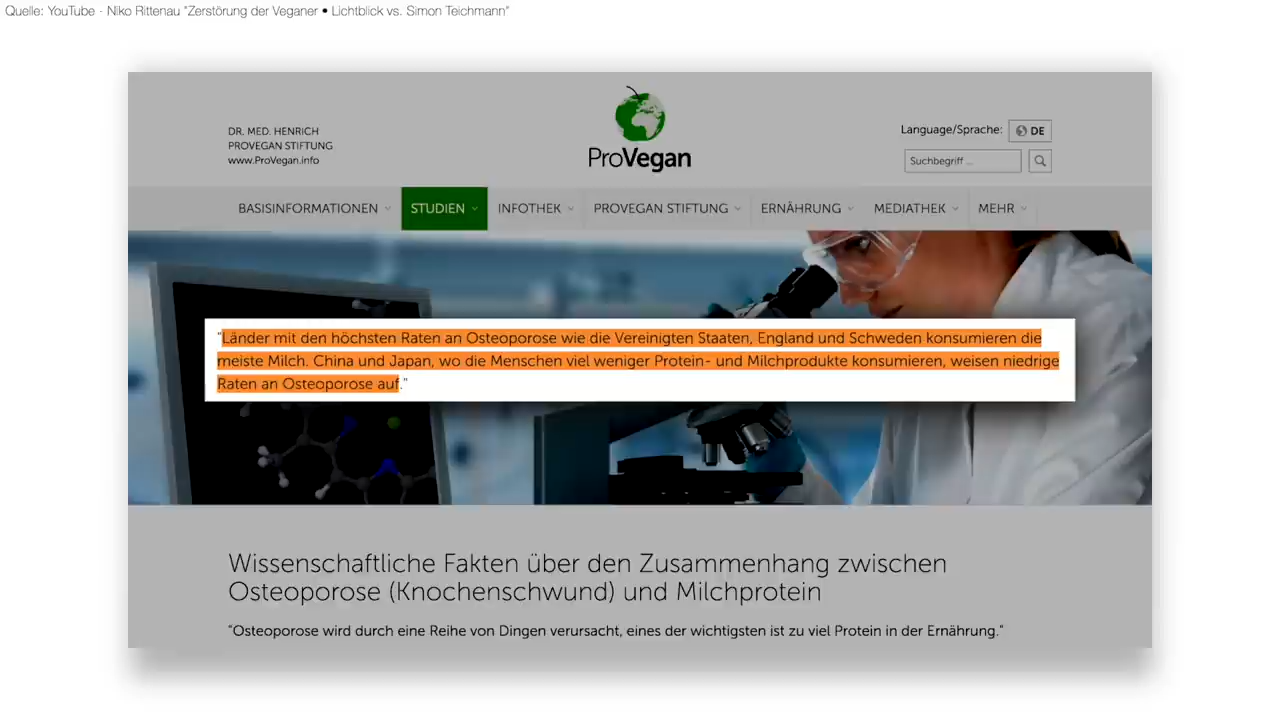 Quelle: YouTube - Niko Rittenau "Zerstörung der Veganer • Lichtblick vs. Simon Teichmann"
DR. MED. HENRICH
PROVEGAN STIFTUNG
www.ProVegan.info
ProVegan
Language/Sprache: DE
Suchbegriff ...
BASISINFORMATIONEN STUDIEN INFOTHEK PROVEGAN STIFTUNG ERNÄHRUNG MEDIATHEK MEHR
"Länder mit den höchsten Raten an Osteoporose wie die Vereinigten Staaten, England und Schweden konsumieren die
meiste Milch. China und Japan, wo die Menschen viel weniger Protein- und Milchprodukte konsumieren, weisen niedrige
Raten an Osteoporose auf."
Wissenschaftliche Fakten über den Zusammenhang zwischen
Osteoporose (Knochenschwund) und Milchprotein
"Osteoporose wird durch eine Reihe von Dingen verursacht, eines der wichtigsten ist zu viel Protein in der Ernährung."